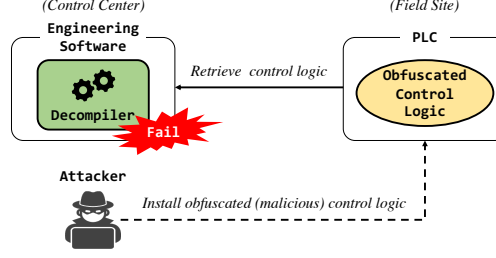 (Control Center)
(Field Site)
Engineering
Software
PLC
Retrieve control logic
Obfuscated
Control
Logic
Decompiler
Fail
Attacker
Install obfuscated (malicious) control logic